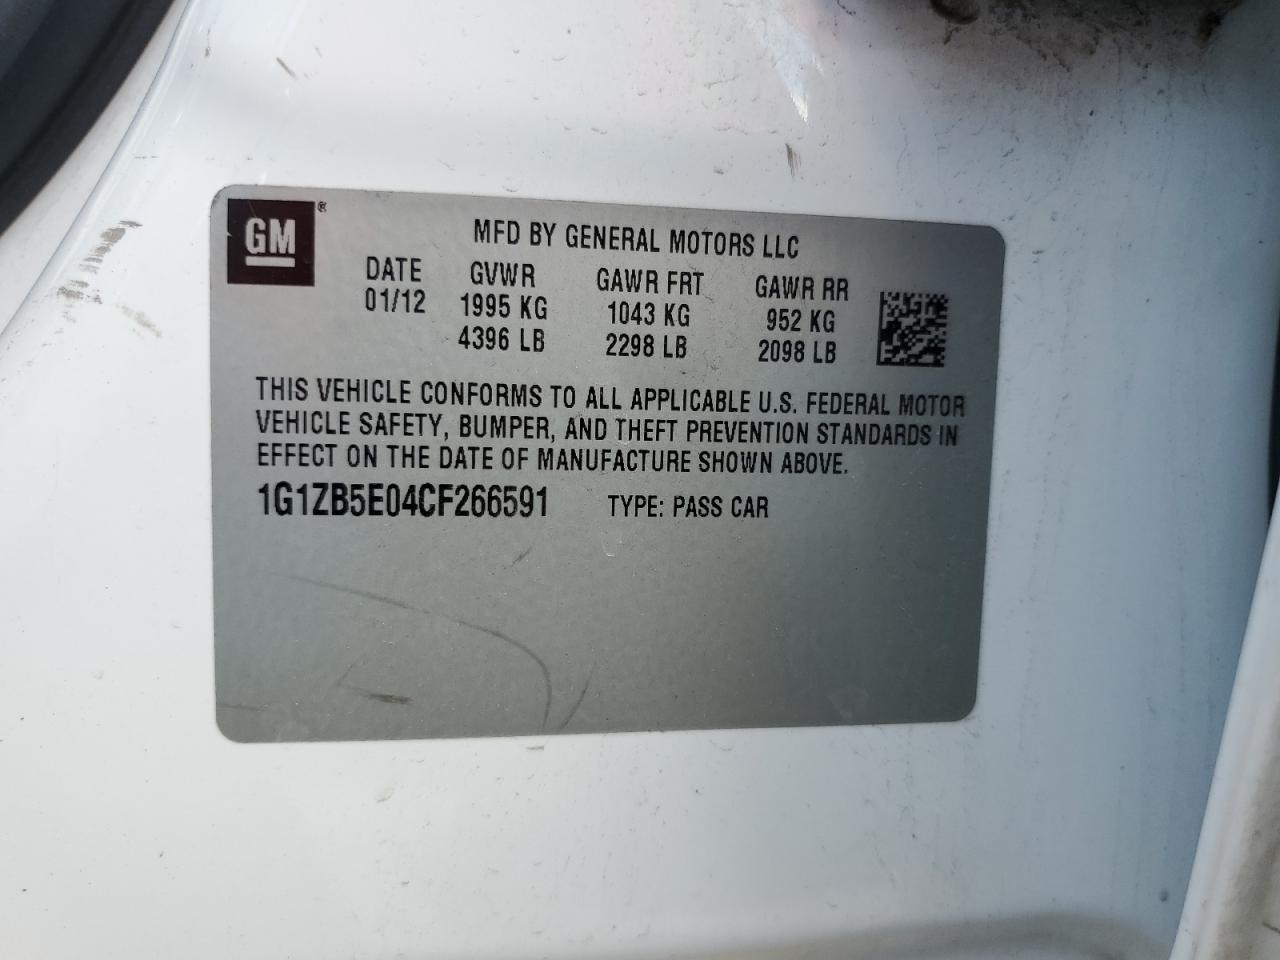 GM®
MFD BY GENERAL MOTORS LLC
DATE GVWR GAWR FRT GAWR RR
01/12 1995 KG 1043 KG 952 KG
4396 LB 2298 LB 2098 LB
THIS VEHICLE CONFORMS TO ALL APPLICABLE U.S. FEDERAL MOTOR
VEHICLE SAFETY, BUMPER, AND THEFT PREVENTION STANDARDS IN
EFFECT ON THE DATE OF MANUFACTURE SHOWN ABOVE.
1G1ZB5E04CF266591 TYPE: PASS CAR